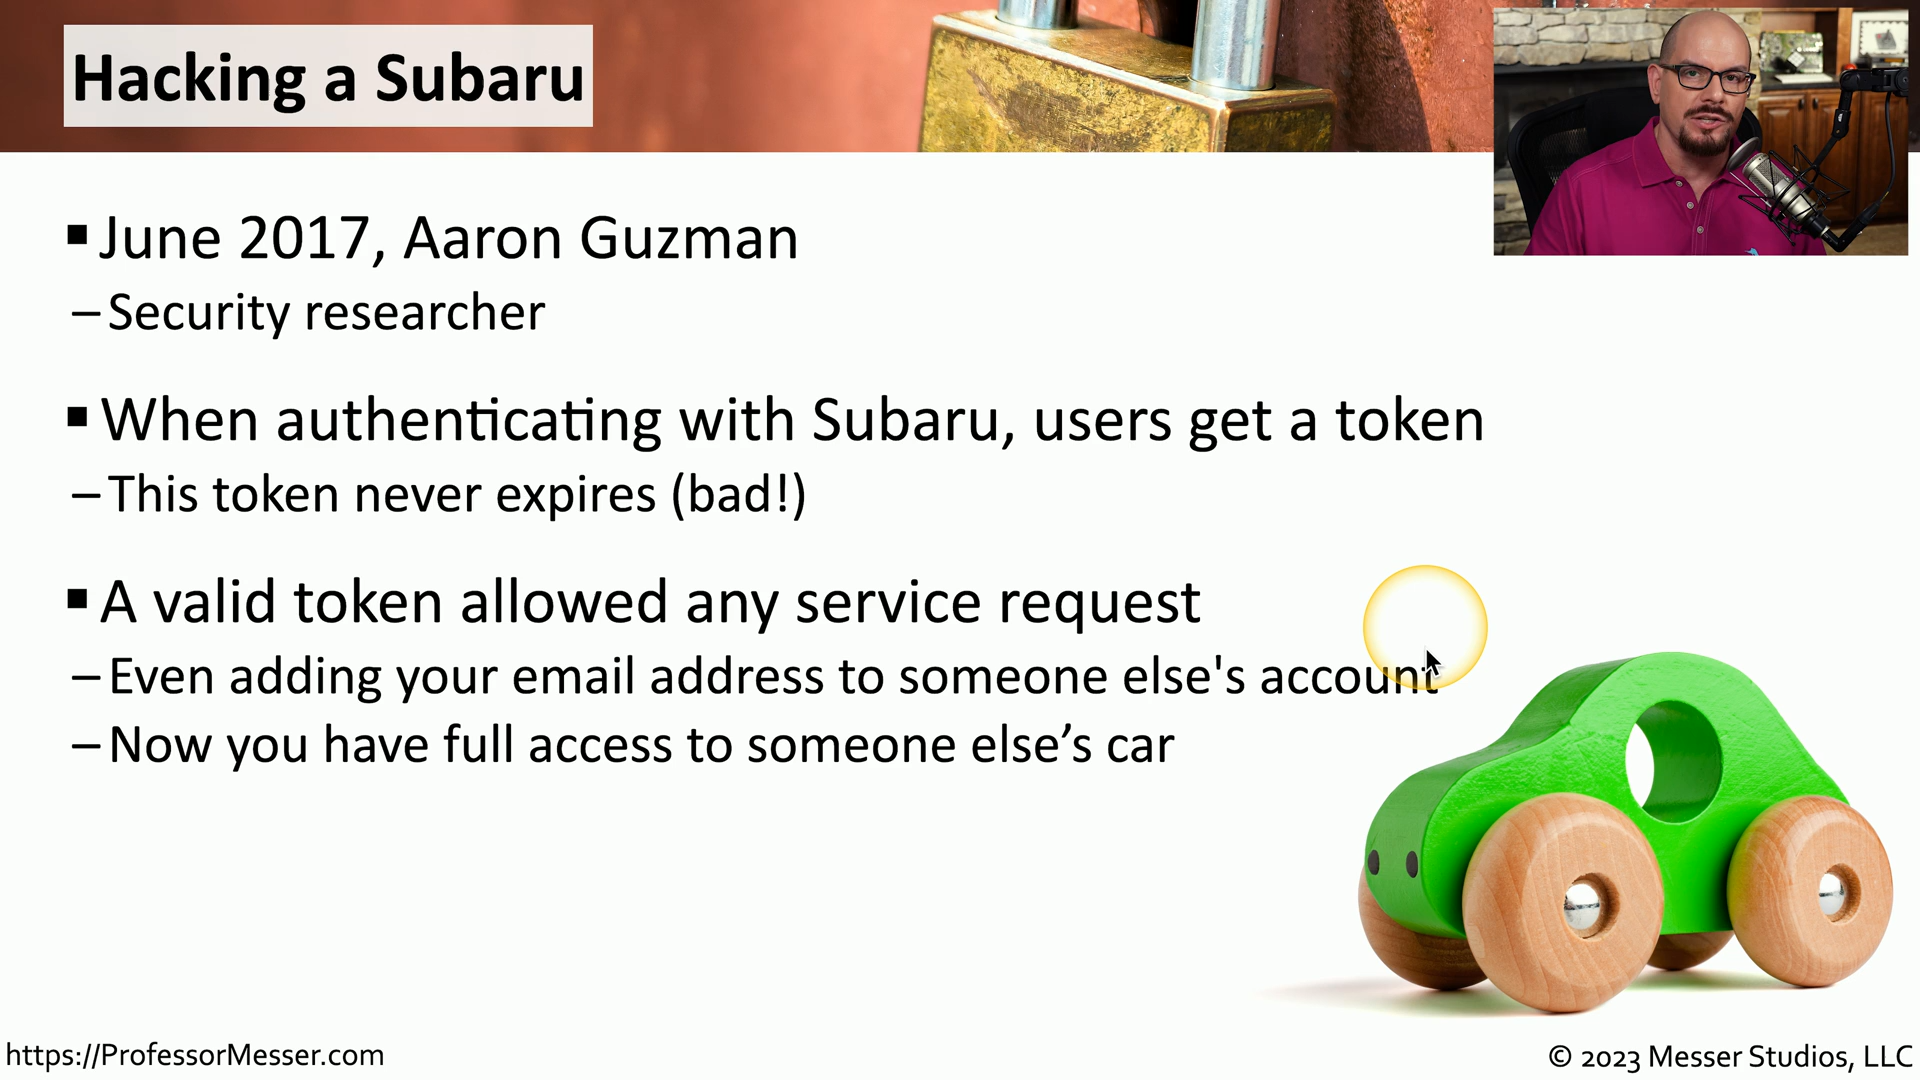 Hacking a Subaru
▪ June 2017, Aaron Guzman
– Security researcher
▪ When authenticating with Subaru, users get a token
– This token never expires (bad!)
▪ A valid token allowed any service request
– Even adding your email address to someone else's account
– Now you have full access to someone else’s car
https://ProfessorMesser.com
© 2023 Messer Studios, LLC